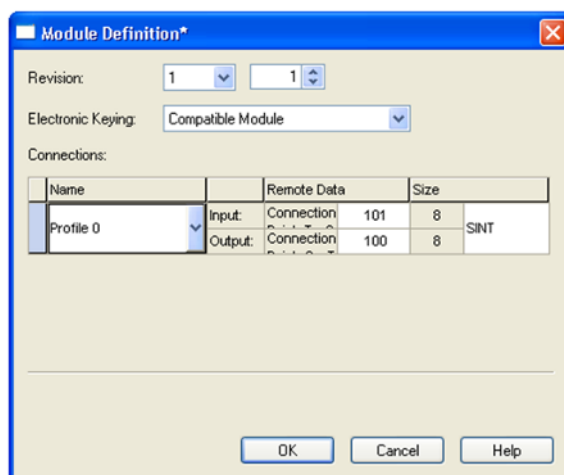 Module Definition*
Revision: 1 1
Electronic Keying: Compatible Module
Connections:
Name Remote Data Size
Profile 0 Input: Connection 101 8 SINT
Output: Connection 100 8
OK Cancel Help